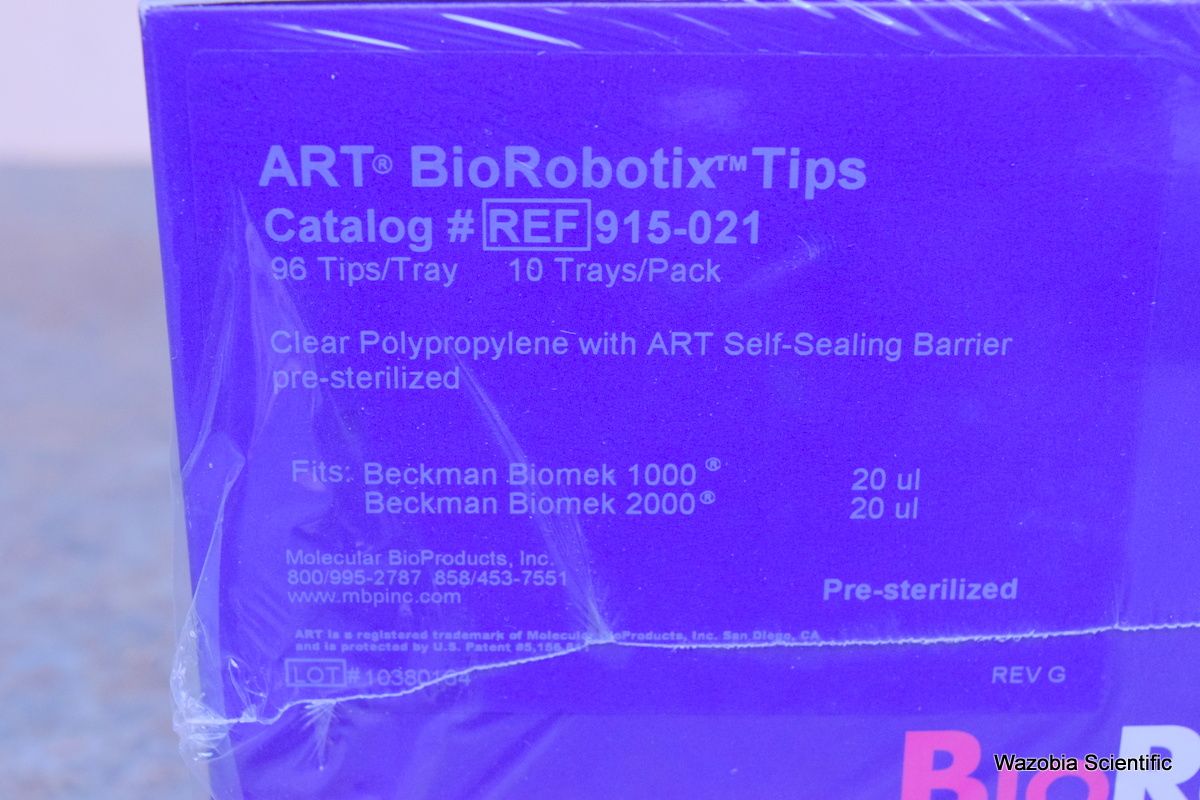 ART® BioRobotix™ Tips
Catalog # REF 915-021
96 Tips/Tray 10 Trays/Pack
Clear Polypropylene with ART Self-Sealing Barrier
pre-sterilized
Fits: Beckman Biomek 1000® 20 ul
Beckman Biomek 2000® 20 ul
Molecular BioProducts, Inc.
800/995-2787 858/453-7551
www.mbpinc.com
Pre-sterilized
ART is a registered trademark of Molecular BioProducts, Inc. San Diego, CA
and is protected by U.S. Patent
LOT
REV G
BioR
Wazobia Scientific